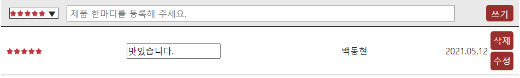 ★★★★★ 제품 한마디를 등록해 주세요. 쓰기
★★★★★ 맛있습니다. 백동현 2021.05.12 삭제
수정